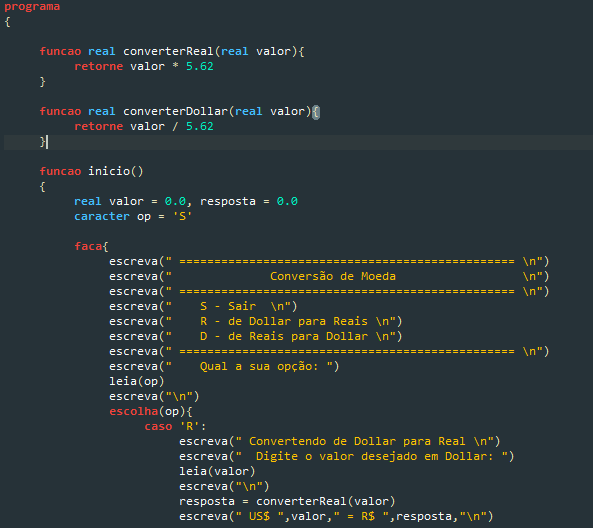 programa
{
funcao real converterReal(real valor){
retorne valor * 5.62
}
funcao real converterDollar(real valor){
retorne valor / 5.62
}
funcao inicio()
{
real valor = 0.0, resposta = 0.0
caracter op = 'S'
faca{
escreva(" ================================================ \n")
escreva("              Conversão de Moeda                  \n")
escreva(" ================================================ \n")
escreva("    S - Sair  \n")
escreva("    R - de Dollar para Reais \n")
escreva("    D - de Reais para Dollar \n")
escreva(" ================================================ \n")
escreva("    Qual a sua opção: ")
leia(op)
escreva("\n")
escolha(op){
caso 'R':
escreva(" Convertendo de Dollar para Real \n")
escreva("  Digite o valor desejado em Dollar: ")
leia(valor)
escreva("\n")
resposta = converterReal(valor)
escreva(" US$ ",valor," = R$ ",resposta,"\n")